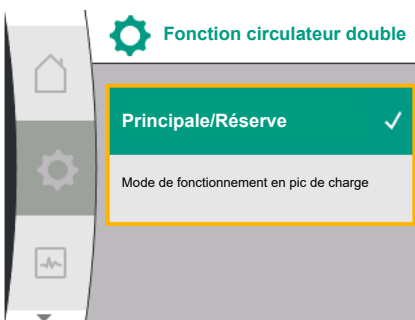 Fonction circulateur double
Principale/Réserve
Mode de fonctionnement en pic de charge